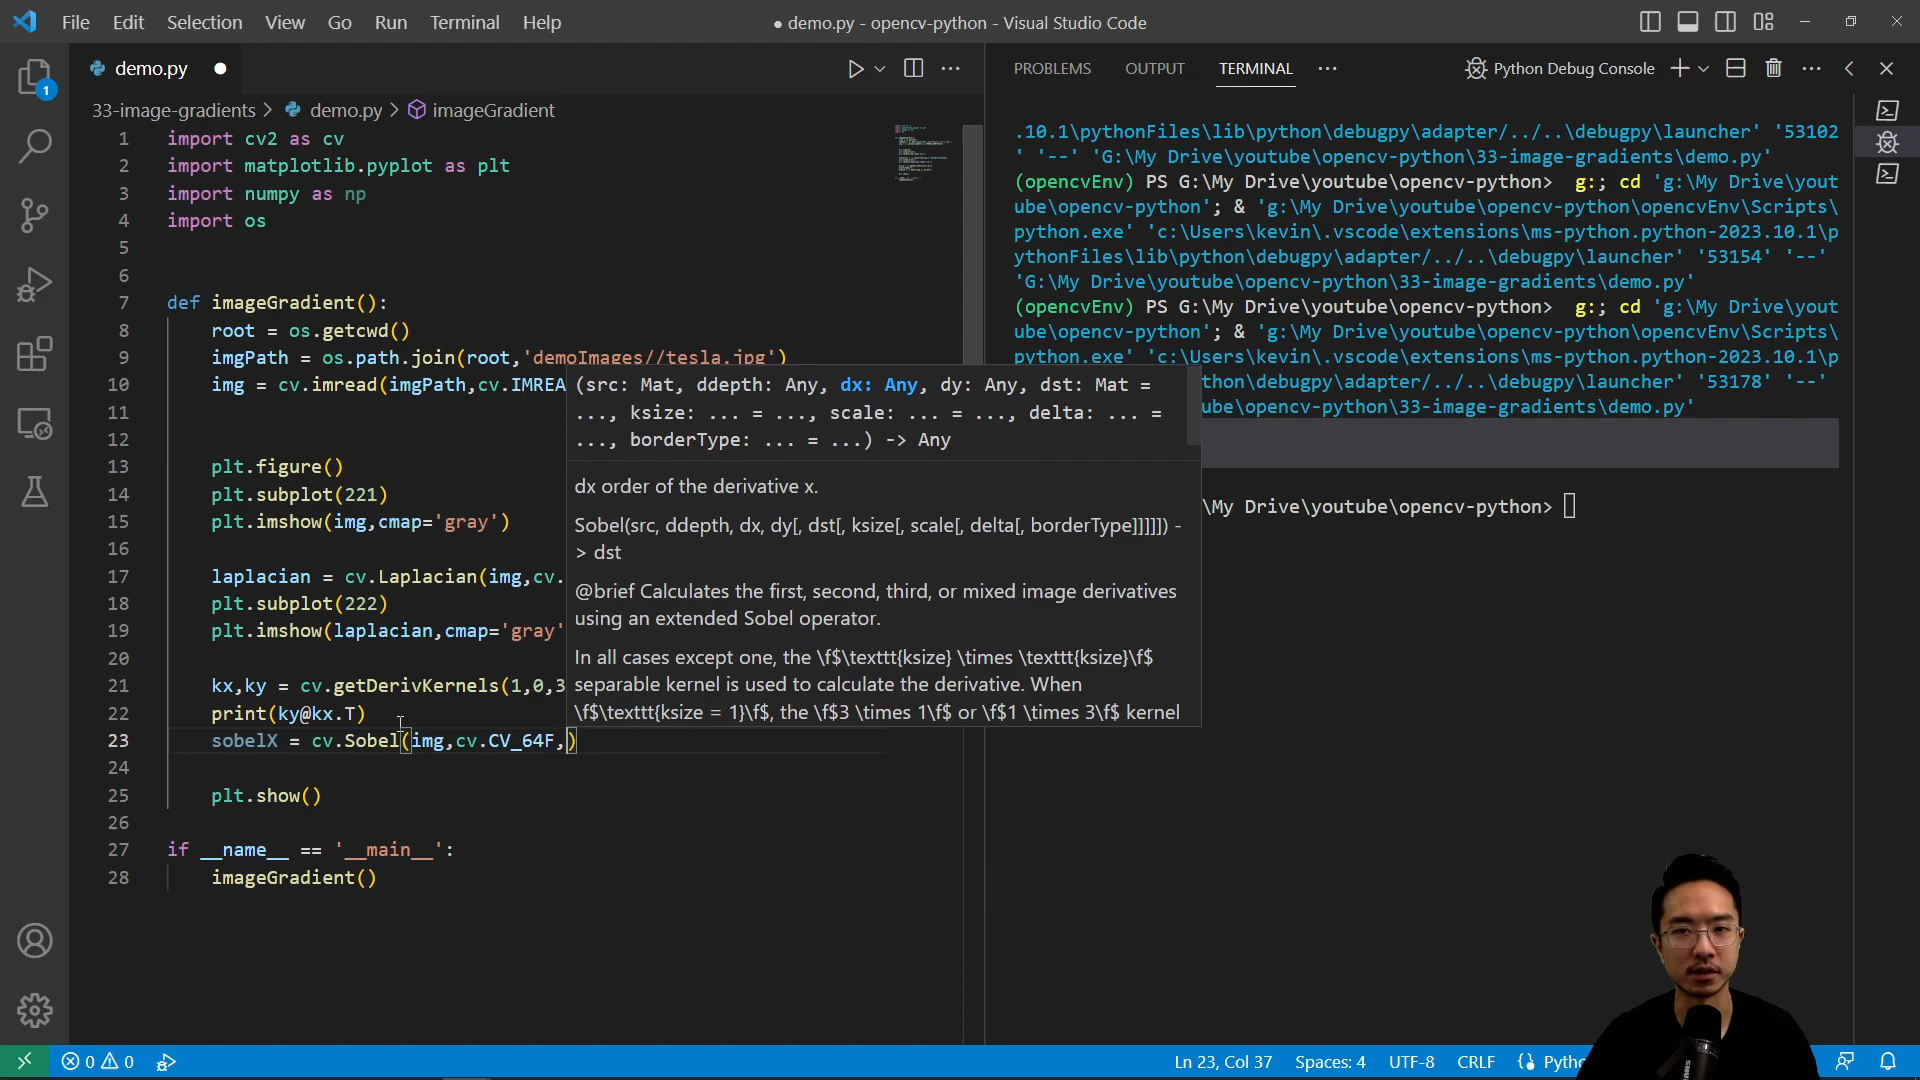 File Edit Selection View Go Run Terminal Help
● demo.py - opencv-python - Visual Studio Code
demo.py
33-image-gradients > demo.py > imageGradient
1 import cv2 as cv
2 import matplotlib.pyplot as plt
3 import numpy as np
4 import os
5
6
7 def imageGradient():
8 root = os.getcwd()
9 imgPath = os.path.join(root,'demoImages//tesla.jpg')
10 img = cv.imread(imgPath,cv.IMREA
11
12
13 plt.figure()
14 plt.subplot(221)
15 plt.imshow(img,cmap='gray')
16
17 laplacian = cv.Laplacian(img,cv.
18 plt.subplot(222)
19 plt.imshow(laplacian,cmap='gray'
20
21 kx,ky = cv.getDerivKernels(1,0,3
22 print(ky@kx.T)
23 sobelX = cv.Sobel(img,cv.CV_64F,)
24
25 plt.show()
26
27 if __name__ == '__main__':
28 imageGradient()
(src: Mat, ddepth: Any, dx: Any, dy: Any, dst: Mat =
..., ksize: ... = ..., scale: ... = ..., delta: ... =
..., borderType: ... = ...) -> Any
dx order of the derivative x.
Sobel(src, ddepth, dx, dy[, dst[, ksize[, scale[, delta[, borderType]]]]]) -
> dst
@brief Calculates the first, second, third, or mixed image derivatives
using an extended Sobel operator.
In all cases except one, the \f$\texttt{ksize} \times \texttt{ksize}\f$
separable kernel is used to calculate the derivative. When
\f$\texttt{ksize = 1}\f$, the \f$3 \times 1\f$ or \f$1 \times 3\f$ kernel
PROBLEMS OUTPUT TERMINAL ··· Python Debug Console
.10.1\pythonFiles\lib\python\debugpy\adapter/../..\debugpy\launcher' '53102
' '--' 'G:\My Drive\youtube\opencv-python\33-image-gradients\demo.py'
(opencvEnv) PS G:\My Drive\youtube\opencv-python> g:; cd 'g:\My Drive\yout
ube\opencv-python'; & 'g:\My Drive\youtube\opencv-python\opencvEnv\Scripts\
python.exe' 'c:\Users\kevin\.vscode\extensions\ms-python.python-2023.10.1\p
ythonFiles\lib\python\debugpy\adapter/../..\debugpy\launcher' '53154' '--'
'G:\My Drive\youtube\opencv-python\33-image-gradients\demo.py'
(opencvEnv) PS G:\My Drive\youtube\opencv-python> g:; cd 'g:\My Drive\yout
ube\opencv-python'; & 'g:\My Drive\youtube\opencv-python\opencvEnv\Scripts\
python.exe' 'c:\Users\kevin\.vscode\extensions\ms-python.python-2023.10.1\p
thon\debugpy\adapter/../..\debugpy\launcher' '53178' '--'
ube\opencv-python\33-image-gradients\demo.py'
\My Drive\youtube\opencv-python>
1
0 0 Ln 23, Col 37 Spaces: 4 UTF-8 CRLF Pytho